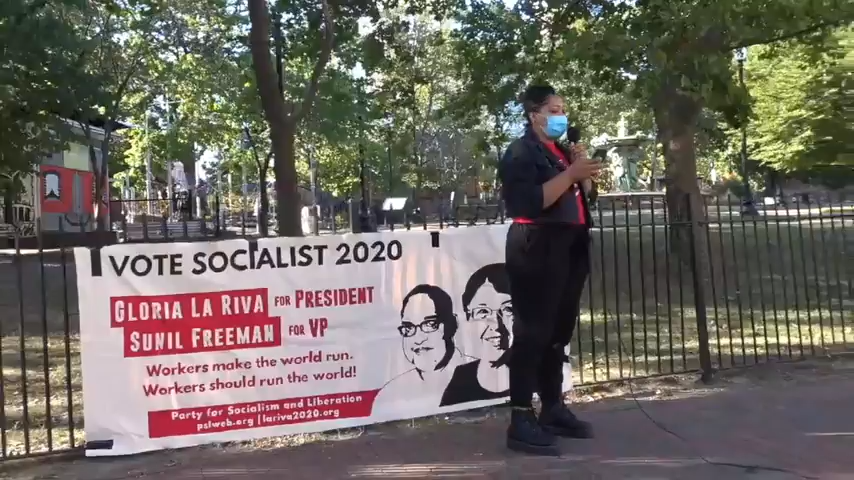 VOTE SOCIALIST 2020
GLORIA LA RIVA FOR PRESIDENT
SUNIL FREEMAN FOR VP
Workers make the world run.
Workers should run the world!
Party for Socialism and Liberation
pslweb.org | lariva2020.org